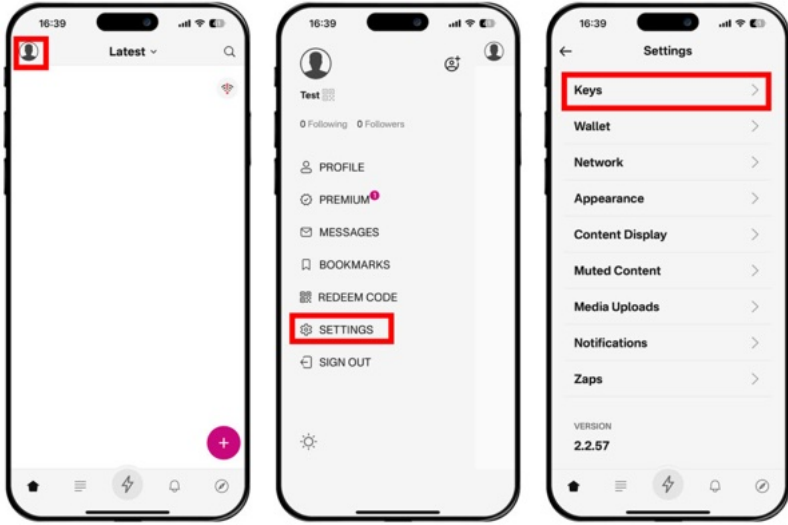 16:39
Latest
16:39
Test
0 Following 0 Followers
PROFILE
PREMIUM 1
MESSAGES
BOOKMARKS
REDEEM CODE
SETTINGS
SIGN OUT
16:39
Settings
Keys
Wallet
Network
Appearance
Content Display
Muted Content
Media Uploads
Notifications
Zaps
VERSION
2.2.57